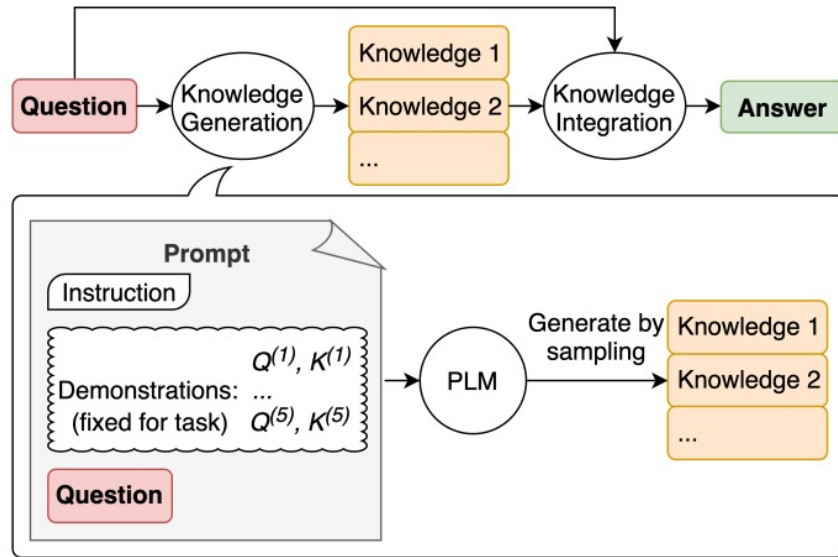 Question
Knowledge
Generation
Knowledge 1
Knowledge 2
...
Knowledge
Integration
Answer
Prompt
Instruction
Demonstrations:
(fixed for task)
Q(1), K(1)
...
Q(5), K(5)
Question
PLM
Generate by
sampling
Knowledge 1
Knowledge 2
...